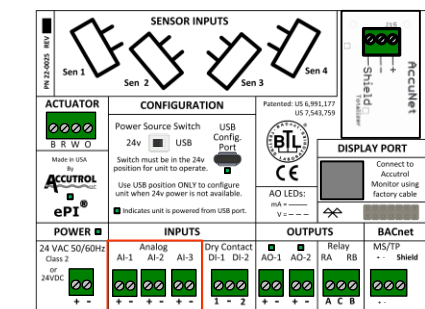 PN 22-0025 REV
SENSOR INPUTS
Sen 1
Sen 2
Sen 3
Sen 4
J15
+
–
Shield
Totalizer
AccuNet
ACTUATOR
B R W O
Made in USA
By
ACCUTROL LLC
ePI®
CONFIGURATION
Power Source Switch
24v USB
USB
Config.
Port
Switch must be in the 24v
position for unit to operate.
Use USB position ONLY to configure
unit when 24v power is not
available.
Indicates unit is powered from USB port.
Patented: US 6,991,177
US 7,543,759
BTL
CE
AO LEDs:
mA = ———
V = – – –
DISPLAY PORT
Connect to
Accutrol
Monitor using
factory cable
POWER
24 VAC 50/60Hz
Class 2
or
24VDC
+ -
INPUTS
Analog
AI-1 AI-2 AI-3
+ - + - + -
Dry Contact
DI-1 DI-2
1 - 2
OUTPUTS
AO-1 AO-2
+ - + -
Relay
RA RB
A C B
BACnet
MS/TP
+ - Shield
+ -